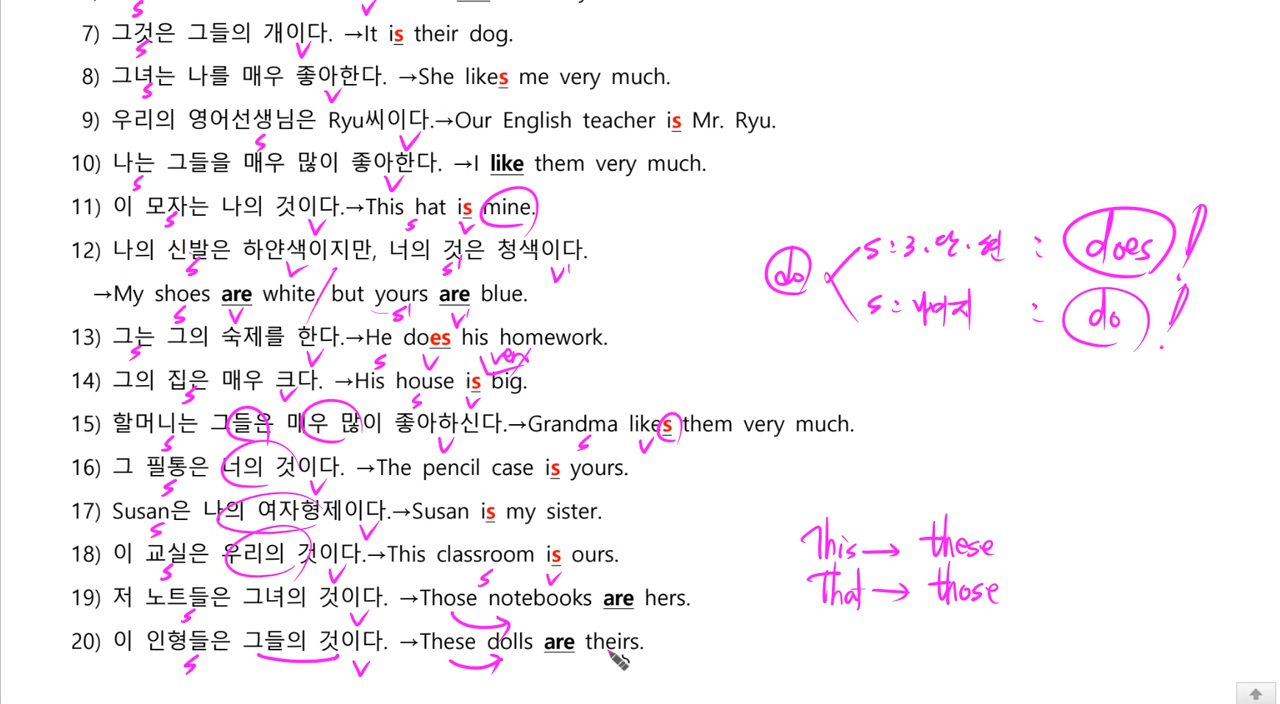 7) 그것은 그들의 개이다. →It is their dog.
8) 그녀는 나를 매우 좋아한다. →She likes me very much.
9) 우리의 영어선생님은 Ryu씨이다.→Our English teacher is Mr. Ryu.
10) 나는 그들을 매우 많이 좋아한다. →I like them very much.
11) 이 모자는 나의 것이다.→This hat is mine.
12) 나의 신발은 하얀색이지만, 너의 것은 청색이다.
→My shoes are white, but yours are blue.
13) 그는 그의 숙제를 한다.→He does his homework.
14) 그의 집은 매우 크다. →His house is big.
very
15) 할머니는 그들은 매우 많이 좋아하신다.→Grandma likes them very much.
16) 그 필통은 너의 것이다. →The pencil case is yours.
17) Susan은 나의 여자형제이다.→Susan is my sister.
18) 이 교실은 우리의 것이다.→This classroom is ours.
19) 저 노트들은 그녀의 것이다. →Those notebooks are hers.
20) 이 인형들은 그들의 것이다. →These dolls are theirs.
do
s : 3. 단. 현 : does !
s : 나머지 : do !
This → these
That → those